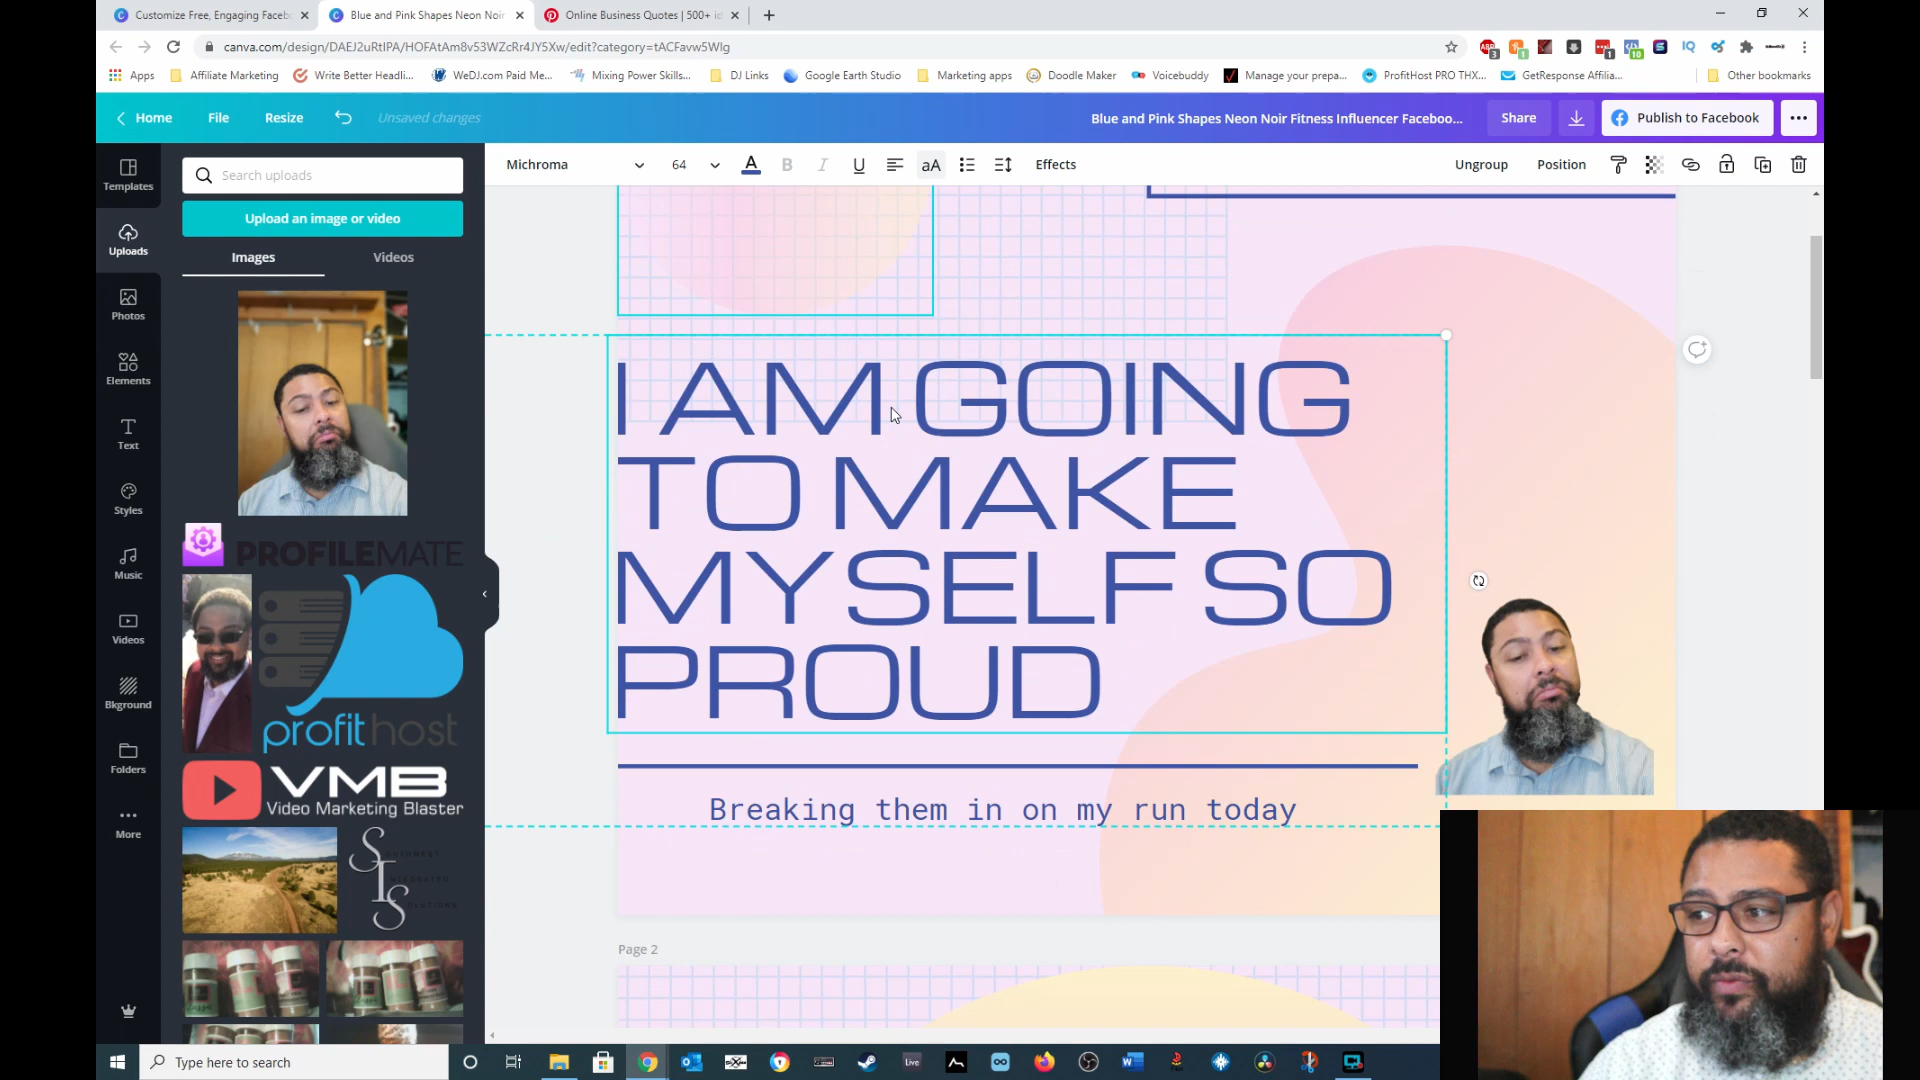 Customize Free, Engaging Faceb
Blue and Pink Shapes Neon Noir
Online Business Quotes | 500+ i
canva.com/design/DAEJ2uRtIPA/HOFAtAm8v53WZcRr4JY5Xw/edit?category=tACFavw5WIg
Apps
Affiliate Marketing
Write Better Headli...
WeDJ.com Paid Me...
Mixing Power Skills...
DJ Links
Google Earth Studio
Marketing apps
Doodle Maker
Voicebuddy
Manage your prepa...
ProfitHost PRO THX...
GetResponse Affilia...
Other bookmarks
Home
File
Resize
Unsaved changes
Blue and Pink Shapes Neon Noir Fitness Influencer Faceboo...
Share
Publish to Facebook
Michroma
64
A
B
I
U
aA
Effects
Ungroup
Position
Templates
Uploads
Photos
Elements
Text
Styles
Music
Videos
Bkground
Folders
More
Search uploads
Upload an image or video
Images
Videos
PROFILEMATE
profithost
VMB
Video Marketing Blaster
SIS
I AM GOING
TO MAKE
MYSELF SO
PROUD
Breaking them in on my run today
Page 2
Type here to search
Live